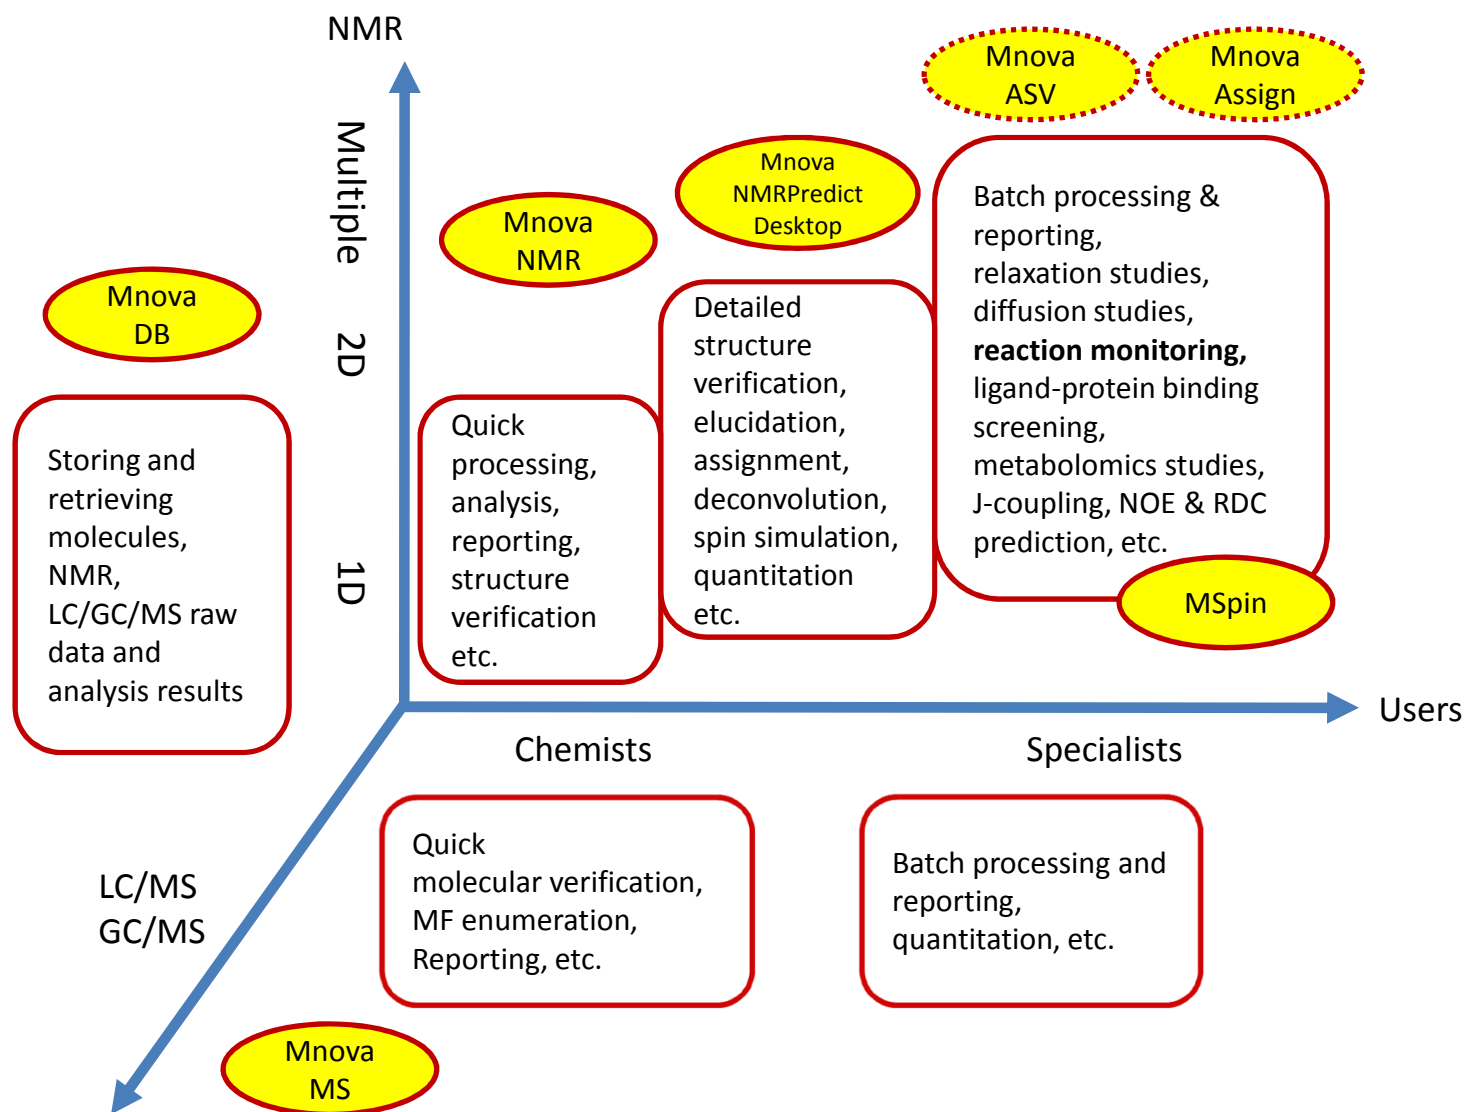 NMR
Multiple
2D
1D
Mnova
DB
Storing and
retrieving
molecules,
NMR,
LC/GC/MS raw
data and
analysis results
Mnova
NMR
Quick
processing,
analysis,
reporting,
structure
verification
etc.
Mnova
NMRPredict
Desktop
Detailed
structure
verification,
elucidation,
assignment,
deconvolution,
spin simulation,
quantitation
etc.
Mnova
ASV
Mnova
Assign
Batch processing &
reporting,
relaxation studies,
diffusion studies,
reaction monitoring,
ligand-protein binding
screening,
metabolomics studies,
J-coupling, NOE & RDC
prediction, etc.
MSpin
Users
Chemists
Specialists
LC/MS
GC/MS
Quick
molecular verification,
MF enumeration,
Reporting, etc.
Batch processing and
reporting,
quantitation, etc.
Mnova
MS